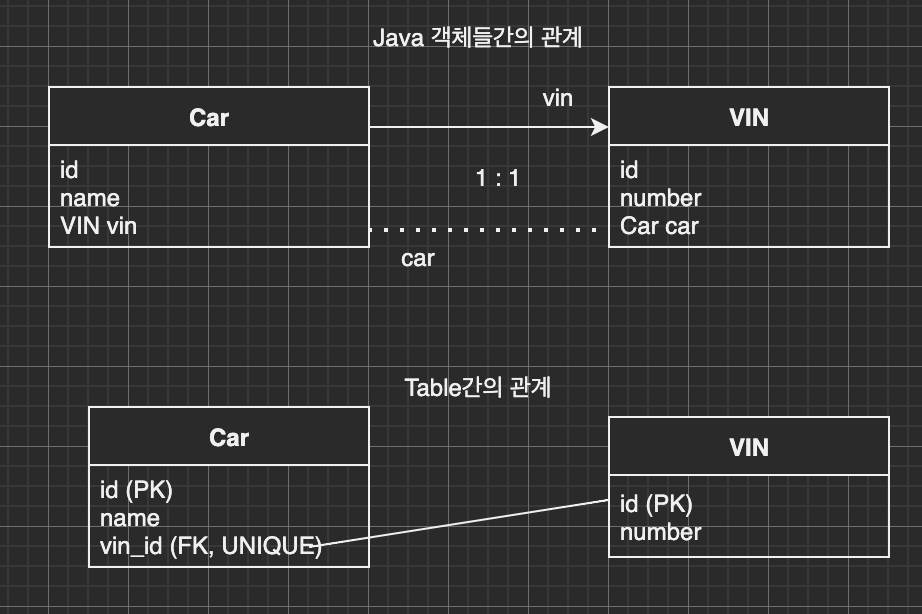 Java 객체들간의 관계
Car
vin
VIN
id
name
VIN vin
1 : 1
id
number
Car car
car
Table간의 관계
Car
VIN
id (PK)
name
vin_id (FK, UNIQUE)
id (PK)
number